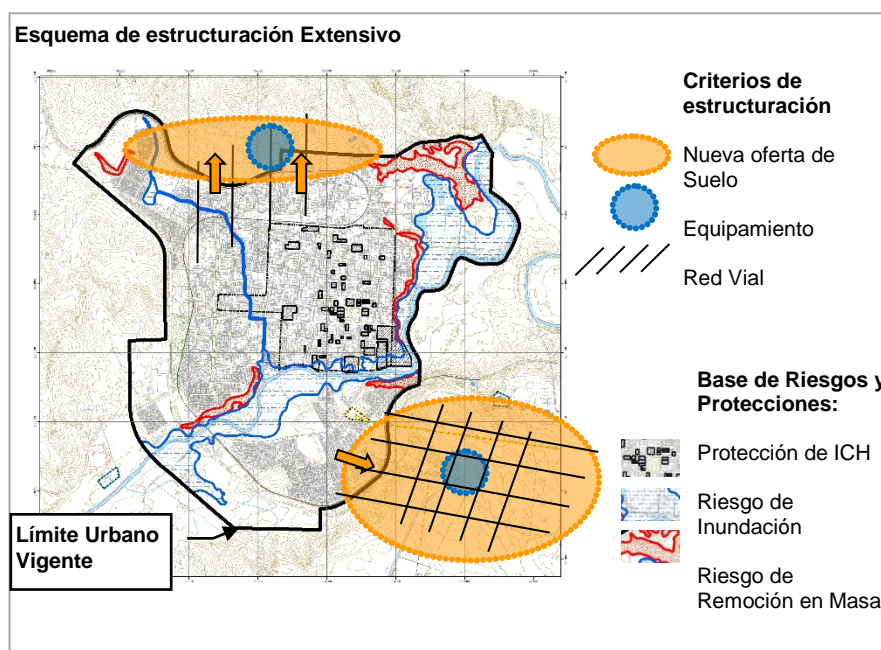 Esquema de estructuración Extensivo
Criterios de
estructuración
Nueva oferta de
Suelo
Equipamiento
Red Vial
Base de Riesgos y
Protecciones:
Protección de ICH
Riesgo de
Inundación
Riesgo de
Remoción en Masa
Límite Urbano
Vigente